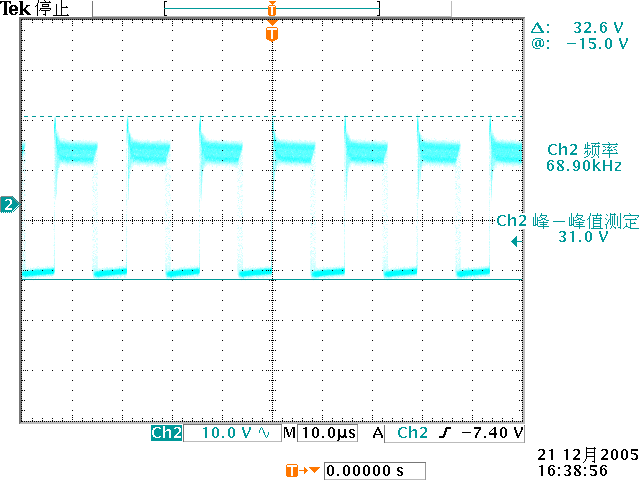 Tek 停止
T
T
Δ: 32.6 V
@: −15.0 V
Ch2 频率
68.90kHz
2
Ch2 峰−峰值测定
31.0 V
Ch2 10.0 V M 10.0µs A Ch2 −7.40 V
21 12月2005
16:38:56
T 0.00000 s